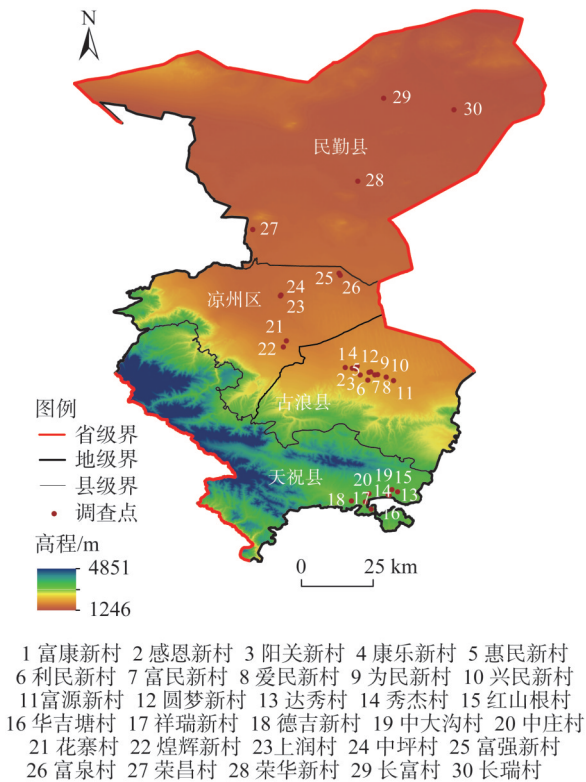 N
29
30
民勤县
28
27
25 26
24
凉州区 23
21
22
14 12 9 10
5
2 3 6 7 8 11
古浪县
图例
省级界
地级界
县级界
调查点
天祝县
19 15
20
14 13
18 17
16
高程/m
4851
1246
0 25 km
1 富康新村 2 感恩新村 3 阳关新村 4 康乐新村 5 惠民新村
6 利民新村 7 富民新村 8 爱民新村 9 为民新村 10 兴民新村
11富源新村 12 圆梦新村 13 达秀村 14 秀杰村 15 红山根村
16 华吉塘村 17 祥瑞新村 18 德吉新村 19 中大沟村 20 中庄村
21 花寨村 22 煌辉新村 23上润村 24 中坪村 25 富强新村
26 富泉村 27 荣昌村 28 荣华新村 29 长富村 30 长瑞村